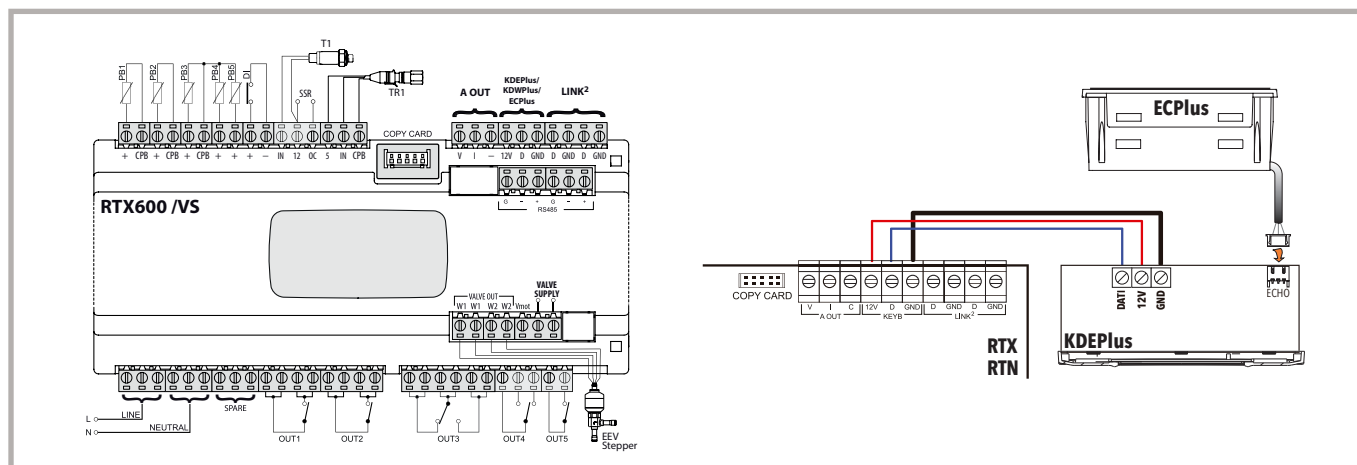 T1
PB1 PB2 PB3 PB4 PB5 DI
SSR
TR1
A OUT
KDEPlus/
KDWPlus/
ECPlus
LINK²
+ CPB + CPB + CPB + + + — IN 12 OC 5 IN CPB
COPY CARD
V I — 12V D GND D GND D GND
G - + G - +
RS485
RTX600 /VS
VALVE OUT
VALVE
SUPPLY
W1 W1 W2 W2 Vmot
L
LINE
N
NEUTRAL
SPARE
OUT1
OUT2
OUT3
OUT4
OUT5
EEV
Stepper
ECPlus
COPY CARD
V I C 12V D GND D GND D GND
A OUT KEYB LINK²
RTX
RTN
DATI 12V GND
ECHO
KDEPlus